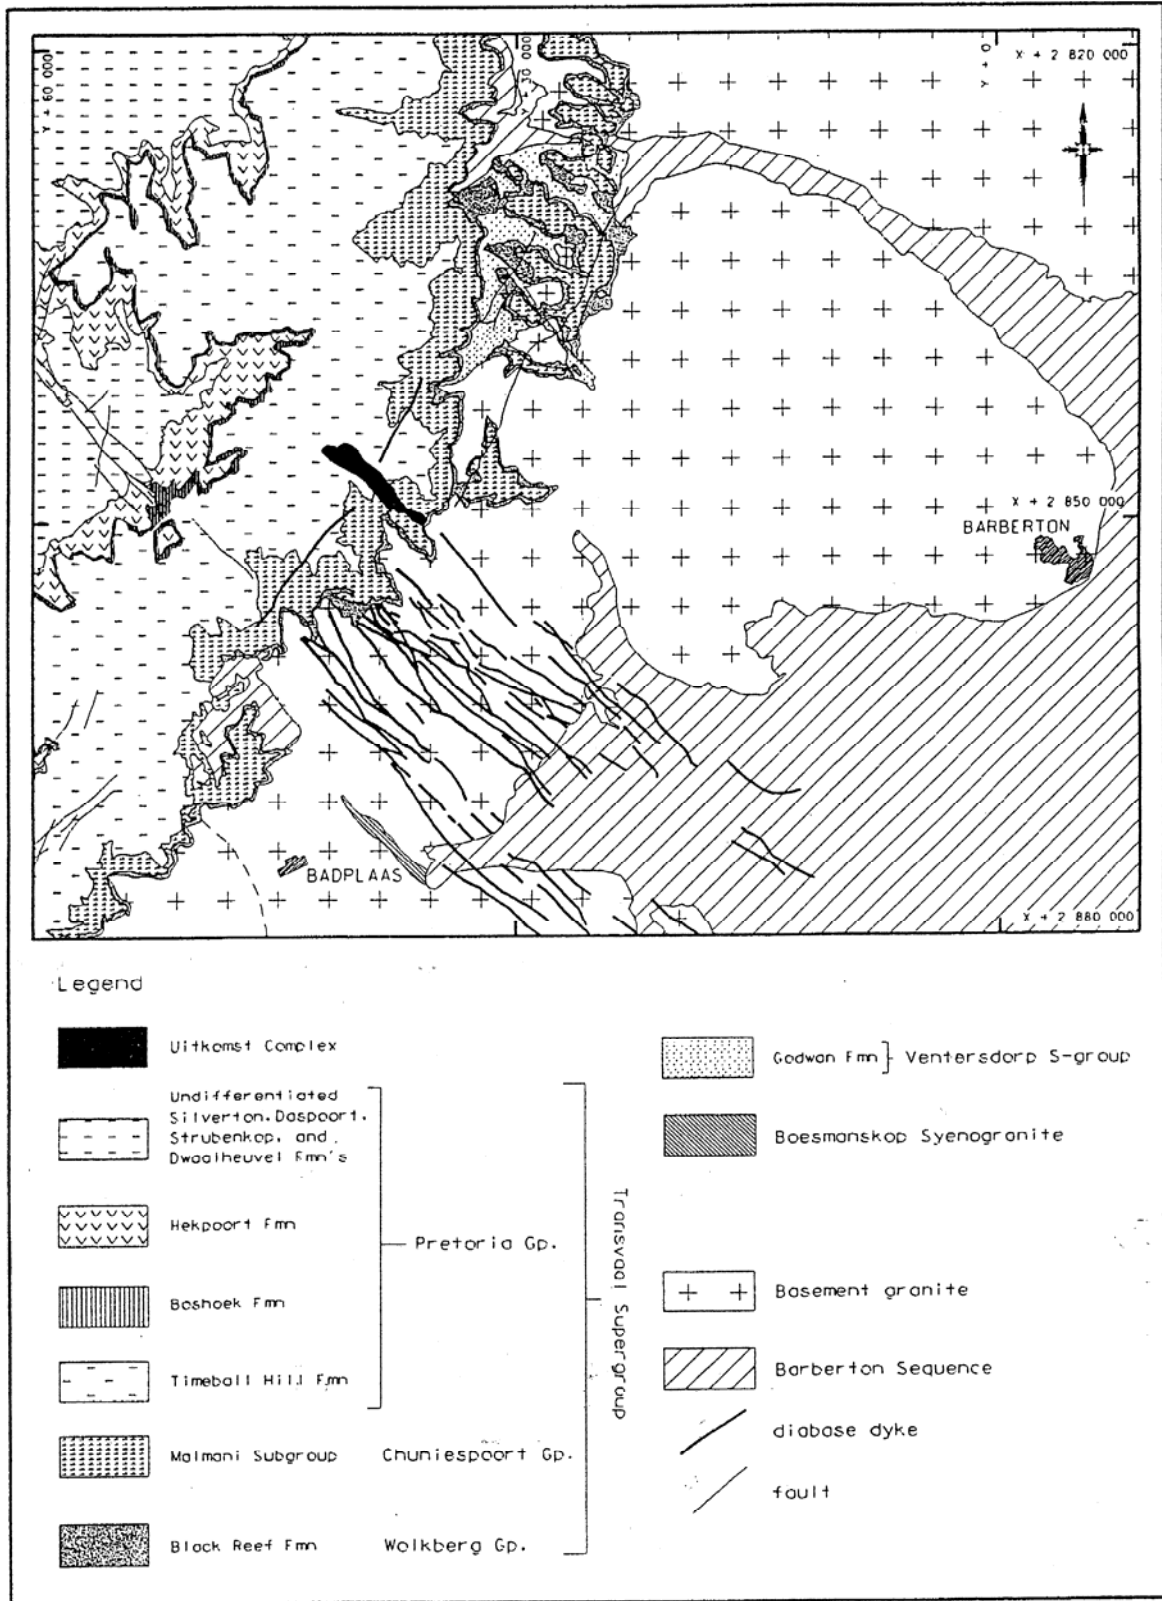 Y + 60 000
Y + 30 000
Y + 0
X + 2 820 000
X + 2 850 000
BARBERTON
BADPLAAS
X + 2 880 000
Legend
Uitkomst Complex
Undifferentiated
Silverton, Daspoort,
Strubenkop, and
Dwaalheuvel Fmn's
Hekpoort Fmn
Boshoek Fmn
Timeball Hill Fmn
Pretoria Gp.
Malmani Subgroup
Chuniespoort Gp.
Black Reef Fmn
Wolkberg Gp.
Transvaal Supergroup
Godwan Fmn } Ventersdorp S-group
Boesmanskop Syenogranite
Basement granite
Barberton Sequence
diabase dyke
fault